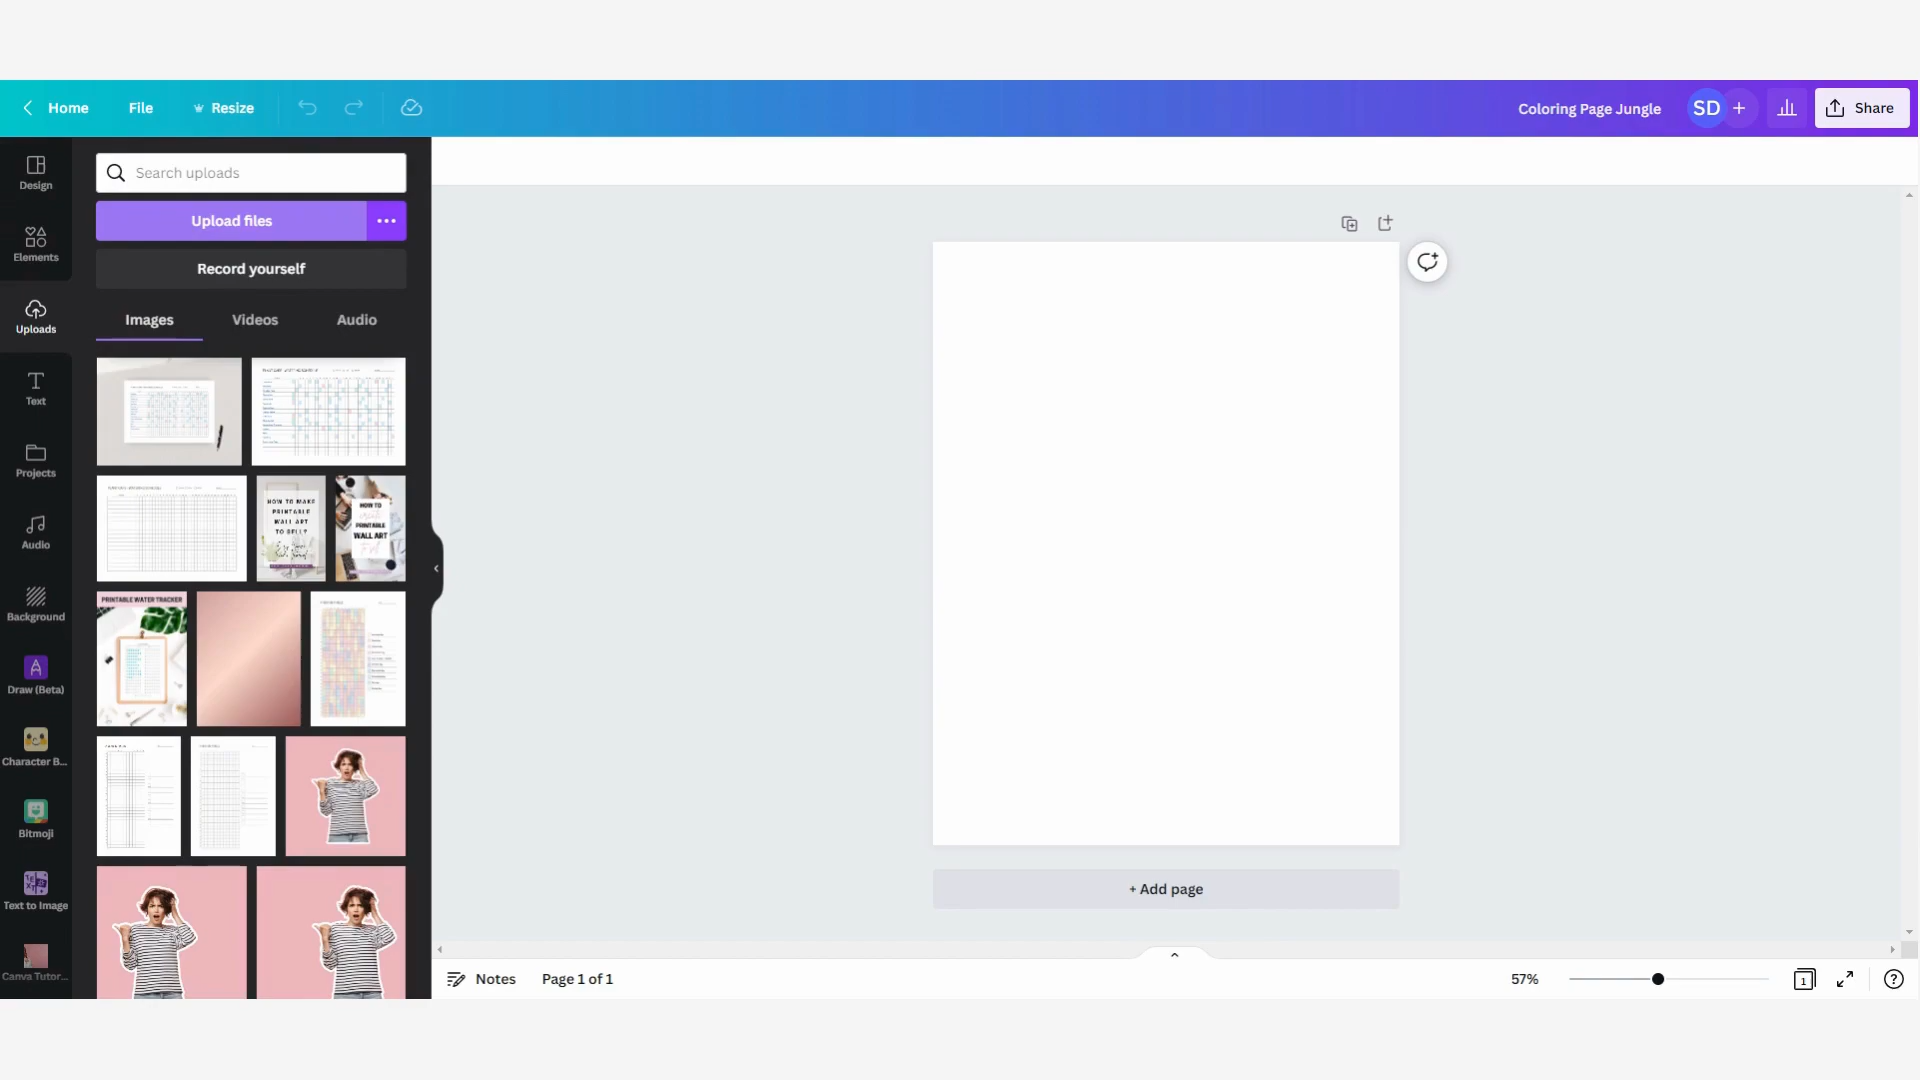 Home
File
Resize
Coloring Page Jungle
SD
Share
Design
Elements
Uploads
Text
Projects
Audio
Background
Draw (Beta)
Character B...
Bitmoji
Text to Image
Canva Tutor...
Search uploads
Upload files
Record yourself
Images
Videos
Audio
HOW TO MAKE
PRINTABLE
WALL ART
TO SELL?
HOW TO
create
PRINTABLE
WALL ART
PRINTABLE WATER TRACKER
+ Add page
Notes
Page 1 of 1
57%
1